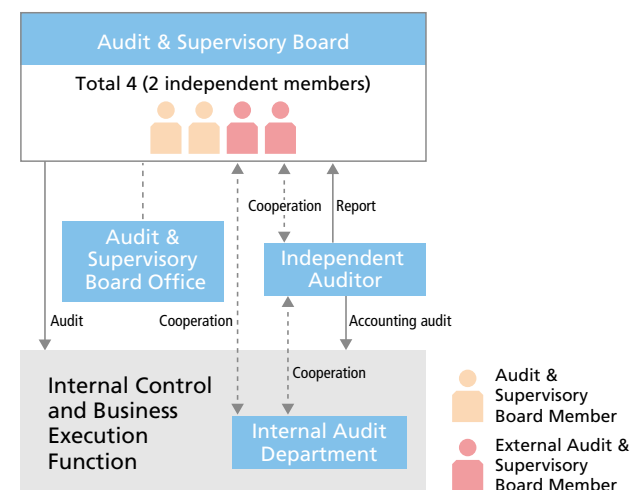 Audit & Supervisory Board
Total 4 (2 independent members)
Cooperation
Report
Audit &
Supervisory
Board Office
Independent
Auditor
Audit
Cooperation
Accounting audit
Cooperation
Internal Control
and Business
Execution
Function
Internal Audit
Department
Audit &
Supervisory
Board Member
External Audit &
Supervisory
Board Member